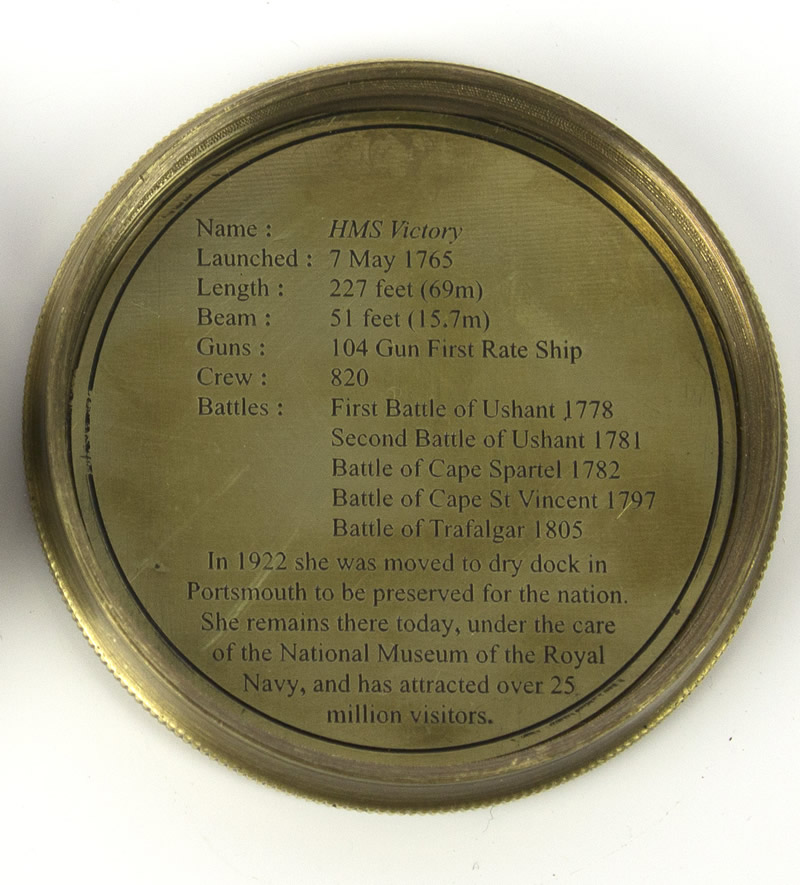 Name : HMS Victory
Launched : 7 May 1765
Length : 227 feet (69m)
Beam : 51 feet (15.7m)
Guns : 104 Gun First Rate Ship
Crew : 820
Battles : First Battle of Ushant 1778
Second Battle of Ushant 1781
Battle of Cape Spartel 1782
Battle of Cape St Vincent 1797
Battle of Trafalgar 1805
In 1922 she was moved to dry dock in
Portsmouth to be preserved for the nation.
She remains there today, under the care
of the National Museum of the Royal
Navy, and has attracted over 25
million visitors.